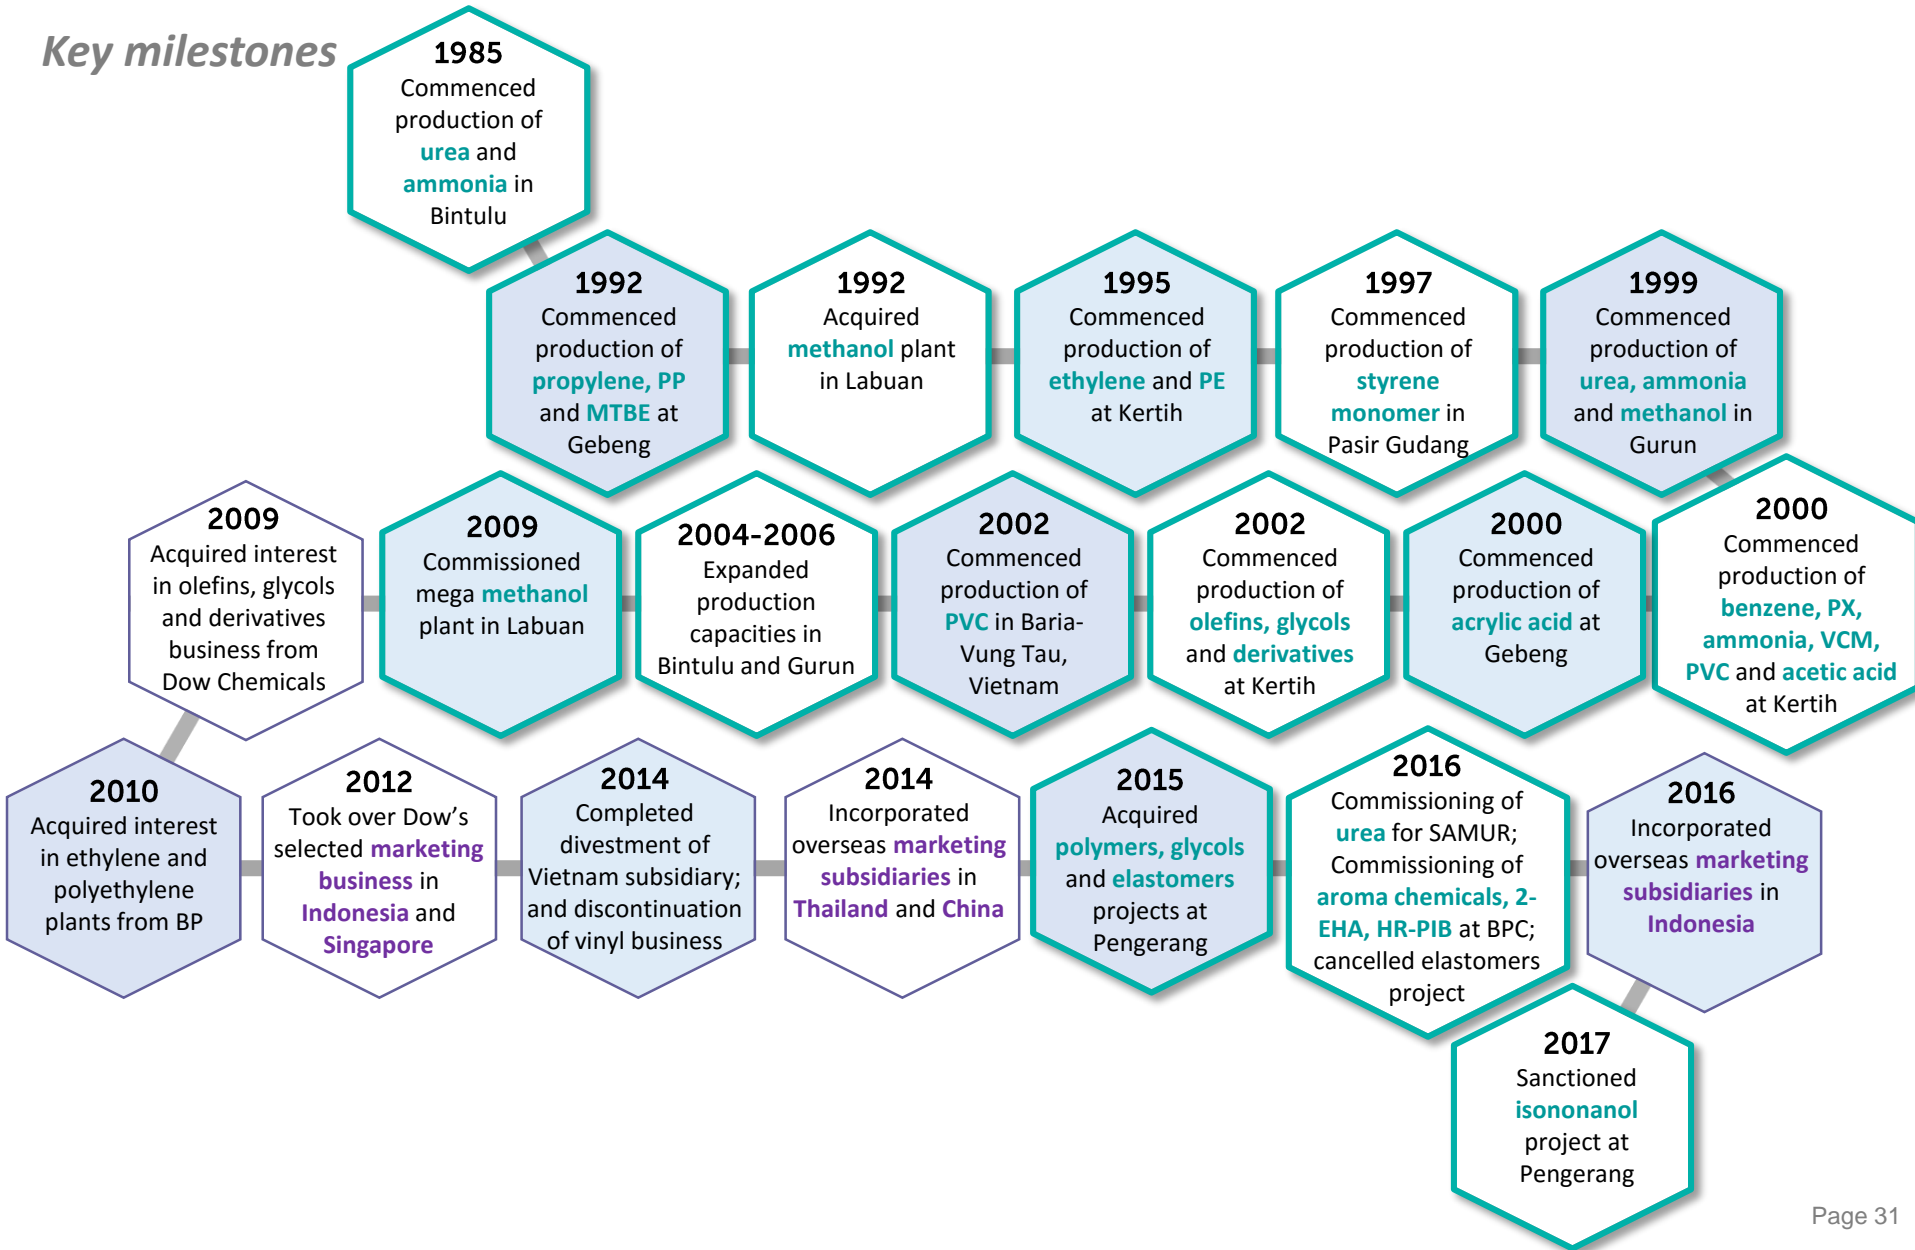 Key milestones
1985
Commenced
production of
urea and
ammonia in
Bintulu
1992
Commenced
production of
propylene, PP
and MTBE at
Gebeng
1992
Acquired
methanol plant
in Labuan
1995
Commenced
production of
ethylene and PE
at Kertih
1997
Commenced
production of
styrene
monomer in
Pasir Gudang
1999
Commenced
production of
urea, ammonia
and methanol in
Gurun
2000
Commenced
production of
benzene, PX,
ammonia, VCM,
PVC and acetic acid
at Kertih
2000
Commenced
production of
acrylic acid at
Gebeng
2002
Commenced
production of
olefins, glycols
and derivatives
at Kertih
2002
Commenced
production of
PVC in Baria-
Vung Tau,
Vietnam
2004-2006
Expanded
production
capacities in
Bintulu and Gurun
2009
Commissioned
mega methanol
plant in Labuan
2009
Acquired interest
in olefins, glycols
and derivatives
business from
Dow Chemicals
2010
Acquired interest
in ethylene and
polyethylene
plants from BP
2012
Took over Dow's
selected marketing
business in
Indonesia and
Singapore
2014
Completed
divestment of
Vietnam subsidiary;
and discontinuation
of vinyl business
2014
Incorporated
overseas marketing
subsidiaries in
Thailand and China
2015
Acquired
polymers, glycols
and elastomers
projects at
Pengerang
2016
Commissioning of
urea for SAMUR;
Commissioning of
aroma chemicals, 2-
EHA, HR-PIB at BPC;
cancelled elastomers
project
2016
Incorporated
overseas marketing
subsidiaries in
Indonesia
2017
Sanctioned
isononanol
project at
Pengerang
Page 31